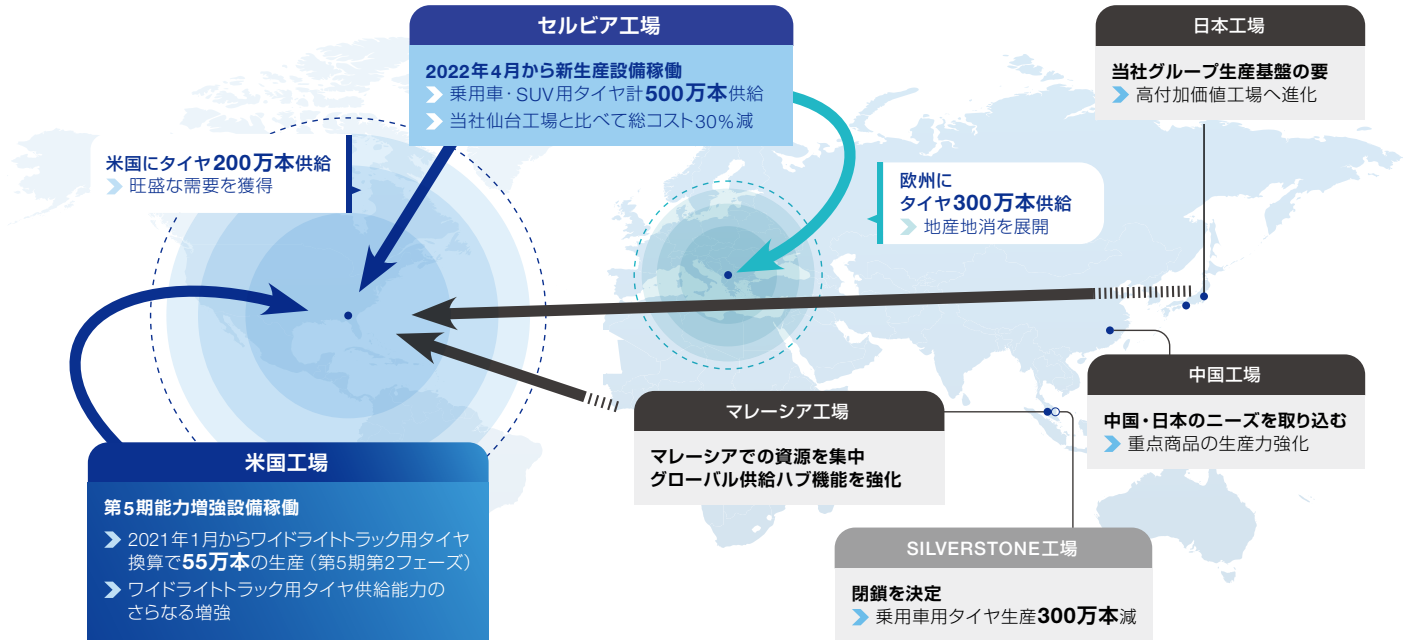 セルビア工場
2022年4月から新生産設備稼働
乗用車・SUV用タイヤ計500万本供給
当社仙台工場と比べて総コスト30%減
日本工場
当社グループ生産基盤の要
高付加価値工場へ進化
米国にタイヤ200万本供給
旺盛な需要を獲得
欧州に
タイヤ300万本供給
地産地消を展開
中国工場
中国・日本のニーズを取り込む
重点商品の生産力強化
マレーシア工場
マレーシアでの資源を集中
グローバル供給ハブ機能を強化
米国工場
第5期能力増強設備稼働
2021年1月からワイドライトトラック用タイヤ
換算で55万本の生産（第5期第2フェーズ）
ワイドライトトラック用タイヤ供給能力の
さらなる増強
SILVERSTONE工場
閉鎖を決定
乗用車用タイヤ生産300万本減